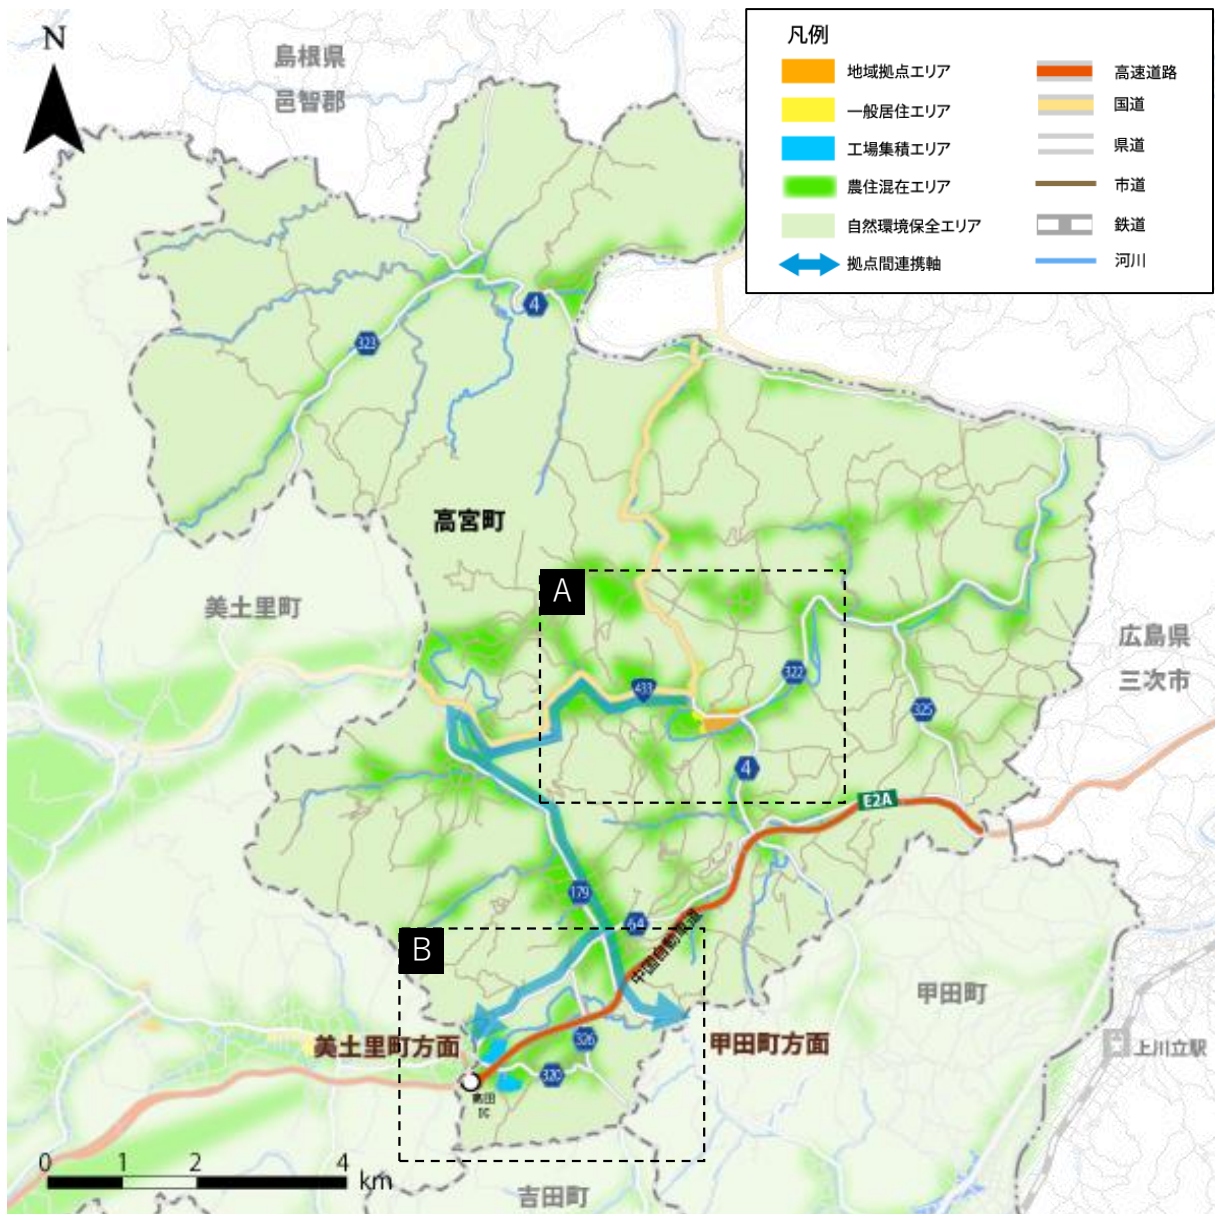 N
島根県
邑智郡
凡例
地域拠点エリア
一般居住エリア
工場集積エリア
農住混在エリア
自然環境保全エリア
拠点間連携軸
高速道路
国道
県道
市道
鉄道
河川
4
323
高宮町
美土里町
A
広島県
三次市
433
322
325
4
E2A
179
64
中国自動車道
B
甲田町
美土里町方面
甲田町方面
326
320
上川立駅
高田
IC
0
1
2
4
km
吉田町